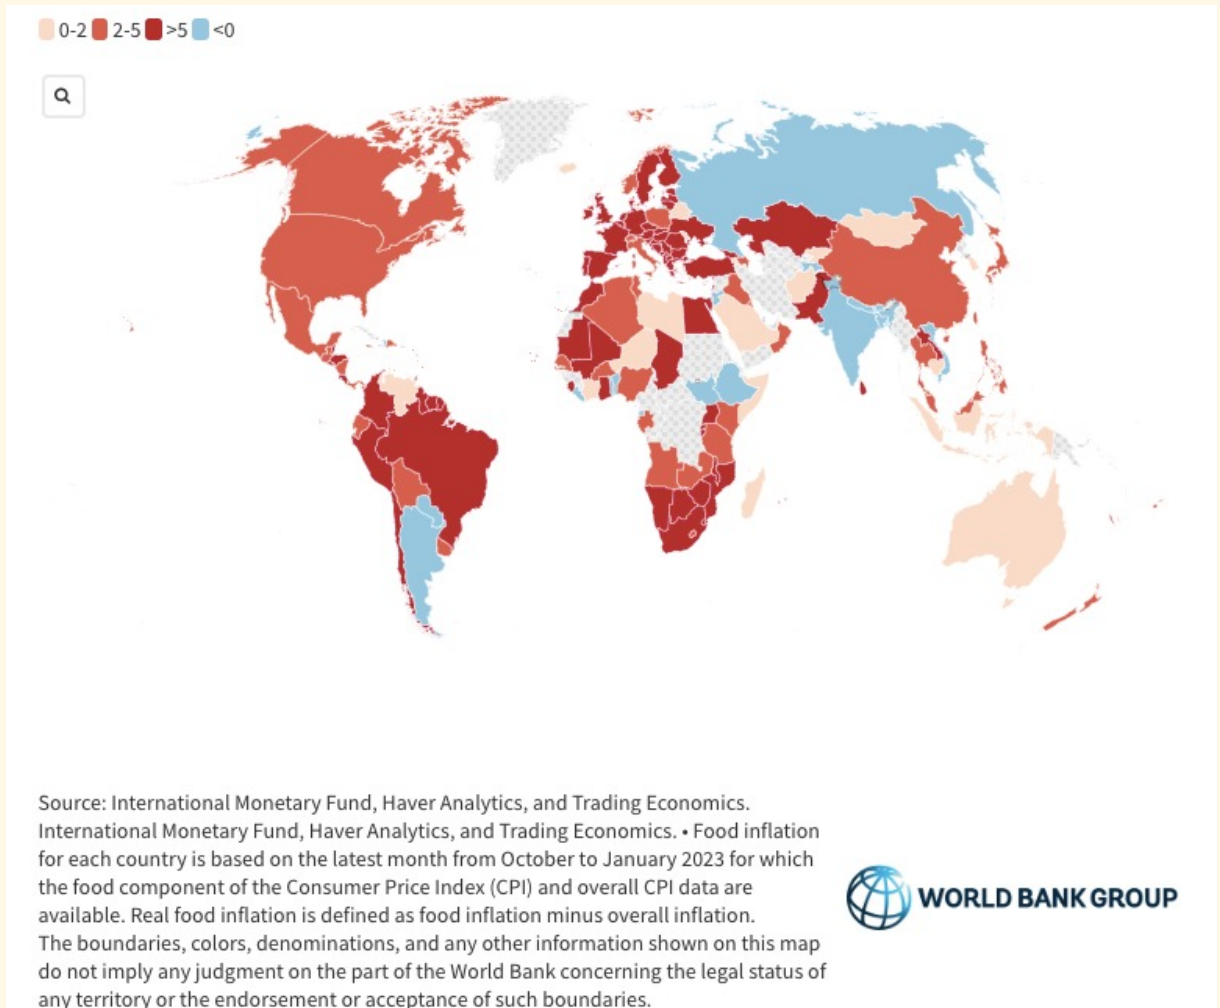 0-2 2-5 >5 <0
Source: International Monetary Fund, Haver Analytics, and Trading Economics.
International Monetary Fund, Haver Analytics, and Trading Economics. • Food inflation
for each country is based on the latest month from October to January 2023 for which
the food component of the Consumer Price Index (CPI) and overall CPI data are
available. Real food inflation is defined as food inflation minus overall inflation.
The boundaries, colors, denominations, and any other information shown on this map
do not imply any judgment on the part of the World Bank concerning the legal status of
any territory or the endorsement or acceptance of such boundaries.
WORLD BANK GROUP